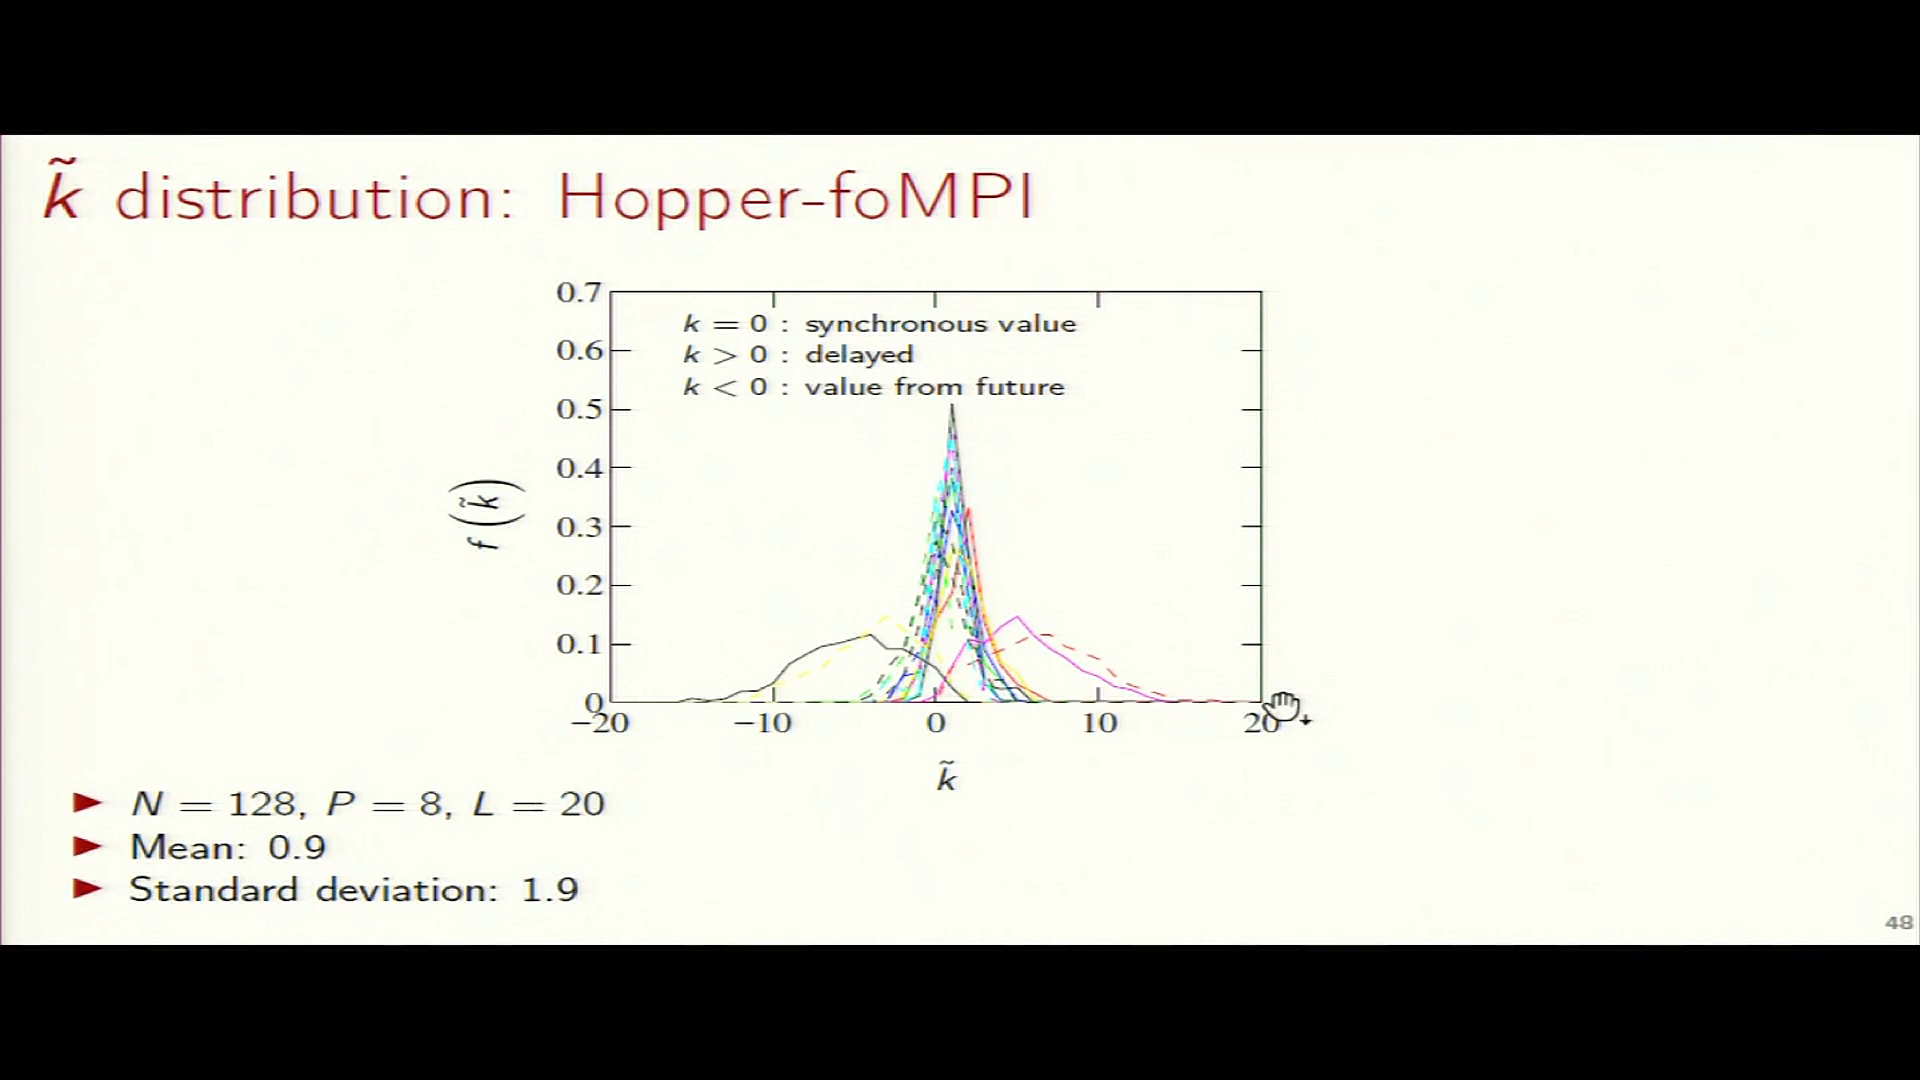 k̃ distribution: Hopper-foMPI
0.7
0.6
0.5
0.4
0.3
0.2
0.1
0
k = 0 : synchronous value
k > 0 : delayed
k < 0 : value from future
f (k̃)
−20
−10
0
10
20
k̃
► N = 128, P = 8, L = 20
► Mean: 0.9
► Standard deviation: 1.9
48